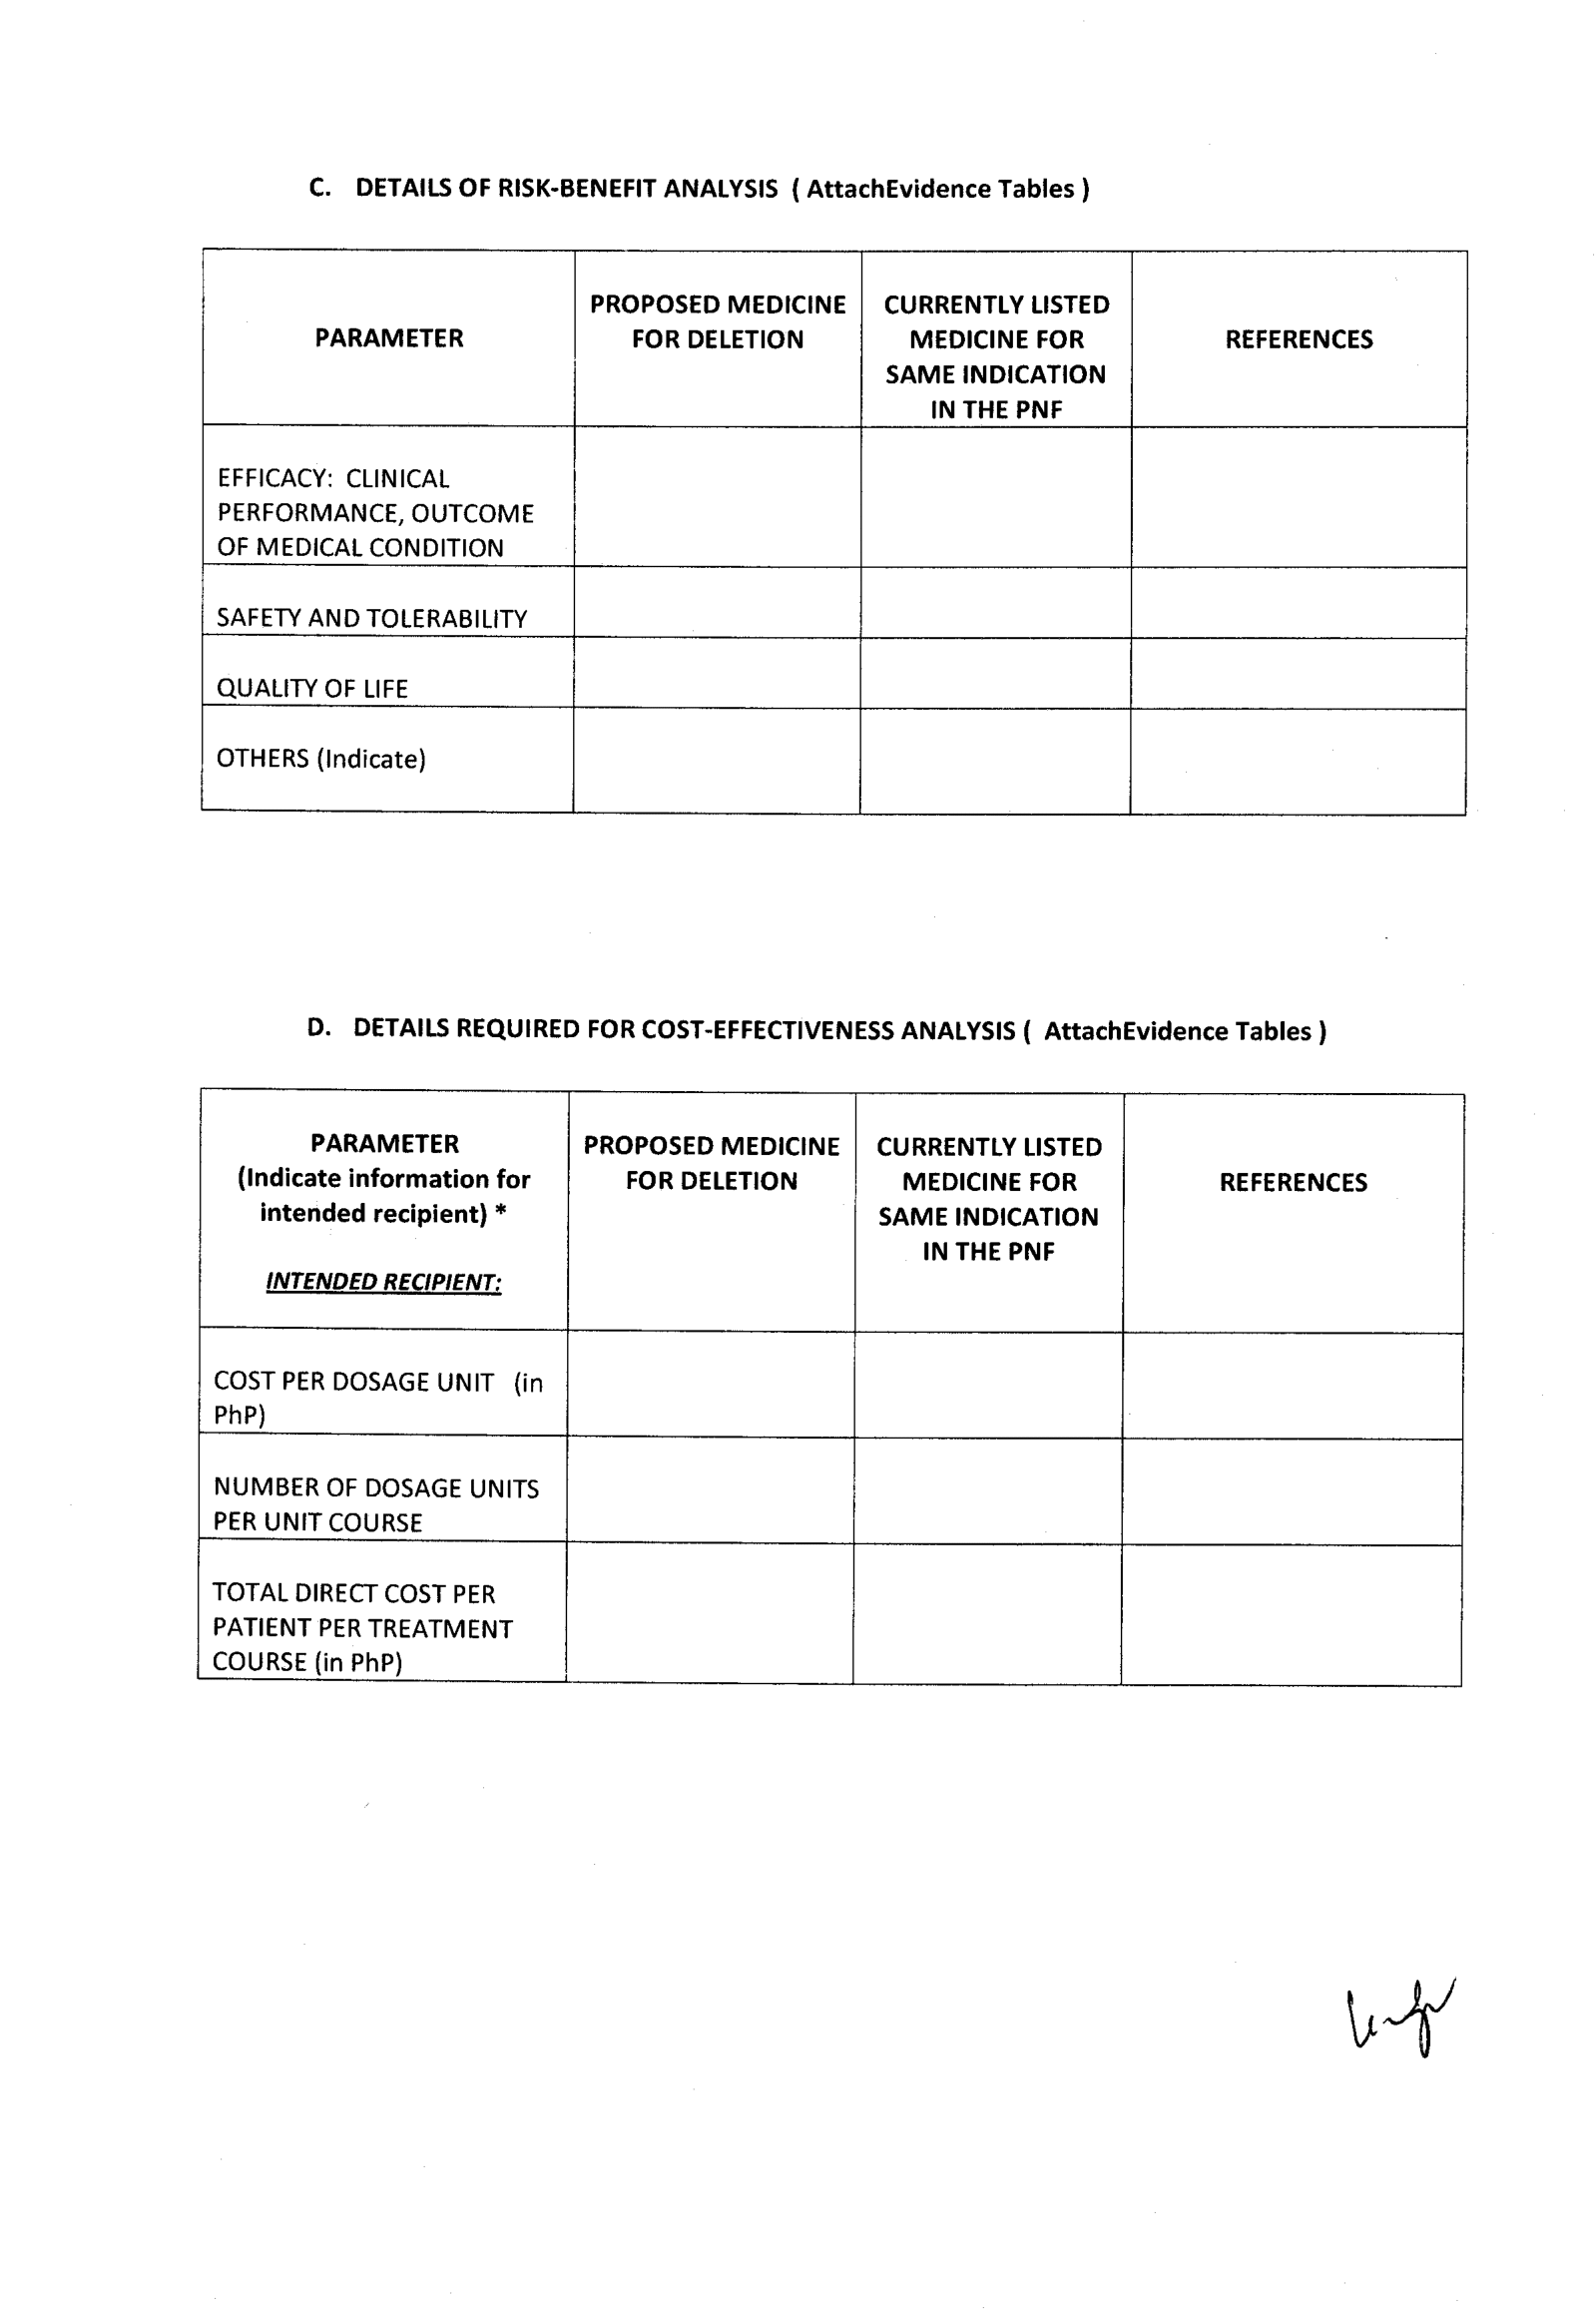 C. DETAILS OF RISK-BENEFIT ANALYSIS ( AttachEvidence Tables )
PARAMETER
PROPOSED MEDICINE
FOR DELETION
CURRENTLY LISTED
MEDICINE FOR
SAME INDICATION
IN THE PNF
REFERENCES
EFFICACY: CLINICAL
PERFORMANCE, OUTCOME
OF MEDICAL CONDITION
SAFETY AND TOLERABILITY
QUALITY OF LIFE
OTHERS (Indicate)
D. DETAILS REQUIRED FOR COST-EFFECTIVENESS ANALYSIS ( AttachEvidence Tables )
PARAMETER
(Indicate information for
intended recipient) *
INTENDED RECIPIENT:
PROPOSED MEDICINE
FOR DELETION
CURRENTLY LISTED
MEDICINE FOR
SAME INDICATION
IN THE PNF
REFERENCES
COST PER DOSAGE UNIT (in
PhP)
NUMBER OF DOSAGE UNITS
PER UNIT COURSE
TOTAL DIRECT COST PER
PATIENT PER TREATMENT
COURSE (in PhP)